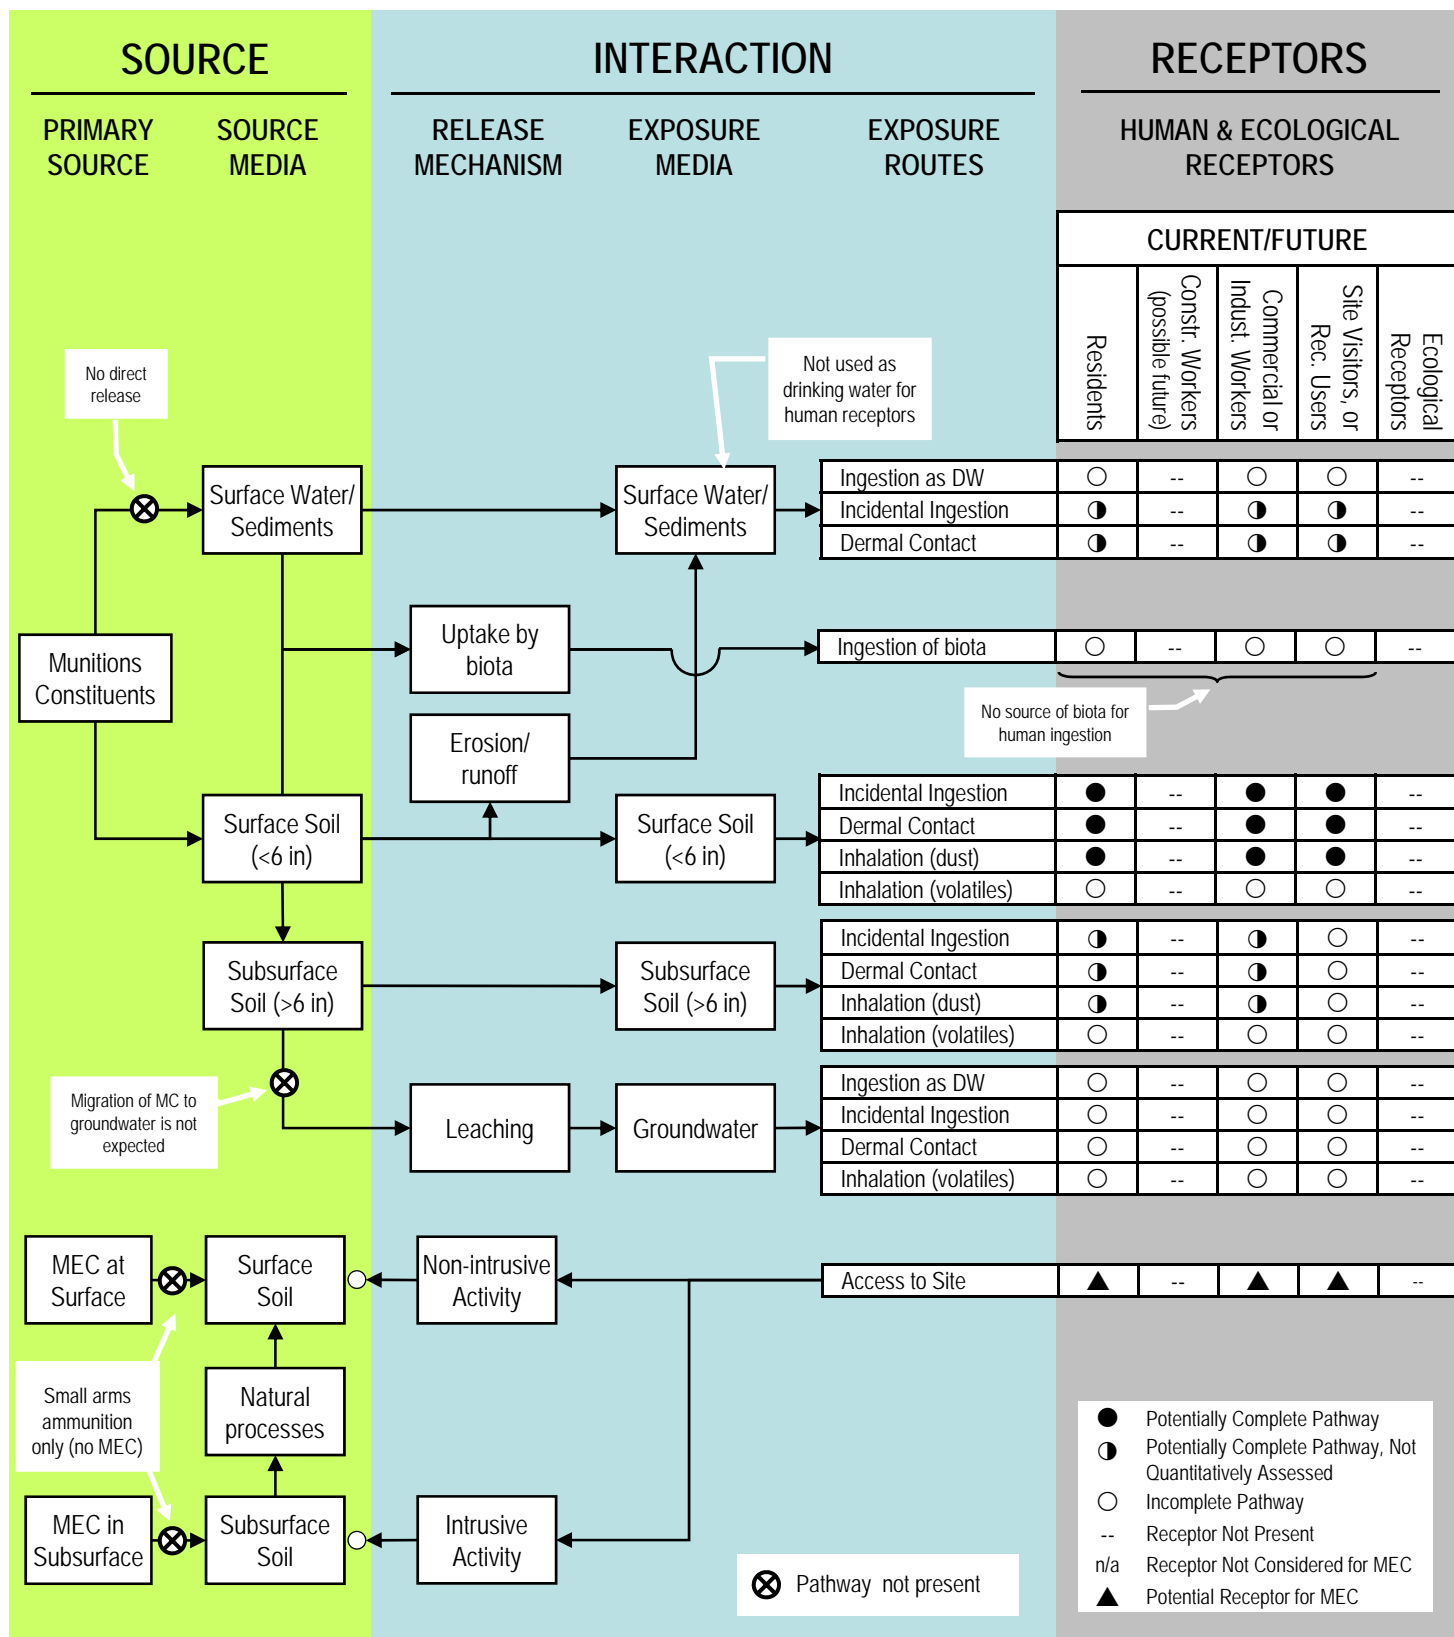 SOURCE
INTERACTION
RECEPTORS
PRIMARY
SOURCE
SOURCE
MEDIA
RELEASE
MECHANISM
EXPOSURE
MEDIA
EXPOSURE
ROUTES
HUMAN & ECOLOGICAL
RECEPTORS
CURRENT/FUTURE
Residents
Constr. Workers
(possible future)
Commercial or
Indust. Workers
Site Visitors, or
Rec. Users
Ecological
Receptors
No direct
release
Not used as
drinking water for
human receptors
Surface Water/
Sediments
Surface Water/
Sediments
Ingestion as DW ○ -- ○ ○ --
Incidental Ingestion ◑ -- ◑ ◑ --
Dermal Contact ◑ -- ◑ ◑ --
Munitions
Constituents
Uptake by
biota
Ingestion of biota ○ -- ○ ○ --
No source of biota for
human ingestion
Erosion/
runoff
Surface Soil
(<6 in)
Surface Soil
(<6 in)
Incidental Ingestion ● -- ● ● --
Dermal Contact ● -- ● ● --
Inhalation (dust) ● -- ● ● --
Inhalation (volatiles) ○ -- ○ ○ --
Subsurface
Soil (>6 in)
Subsurface
Soil (>6 in)
Incidental Ingestion ◑ -- ◑ ○ --
Dermal Contact ◑ -- ◑ ○ --
Inhalation (dust) ◑ -- ◑ ○ --
Inhalation (volatiles) ○ -- ○ ○ --
Migration of MC to
groundwater is not
expected
Leaching
Groundwater
Ingestion as DW ○ -- ○ ○ --
Incidental Ingestion ○ -- ○ ○ --
Dermal Contact ○ -- ○ ○ --
Inhalation (volatiles) ○ -- ○ ○ --
MEC at
Surface
Surface
Soil
Non-intrusive
Activity
Access to Site ▲ -- ▲ ▲ --
Small arms
ammunition
only (no MEC)
Natural
processes
MEC in
Subsurface
Subsurface
Soil
Intrusive
Activity
⊗ Pathway not present
● Potentially Complete Pathway
◑ Potentially Complete Pathway, Not
Quantitatively Assessed
○ Incomplete Pathway
-- Receptor Not Present
n/a Receptor Not Considered for MEC
▲ Potential Receptor for MEC